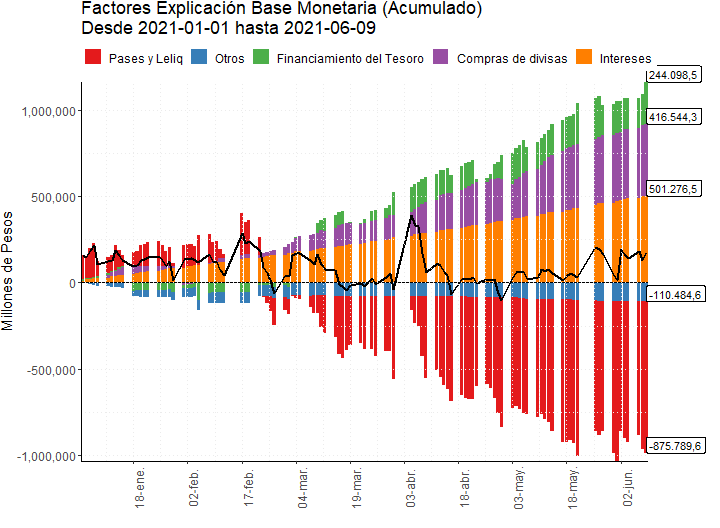 Factores Explicación Base Monetaria (Acumulado)
Desde 2021-01-01 hasta 2021-06-09
Pases y Leliq Otros Financiamiento del Tesoro Compras de divisas Intereses
Millones de Pesos
1,000,000
500,000
0
-500,000
-1,000,000
244.098,5
416.544,3
501.276,5
-110.484,6
-875.789,6
18-ene.
02-feb.
17-feb.
04-mar.
19-mar.
03-abr.
18-abr.
03-may.
18-may.
02-jun.